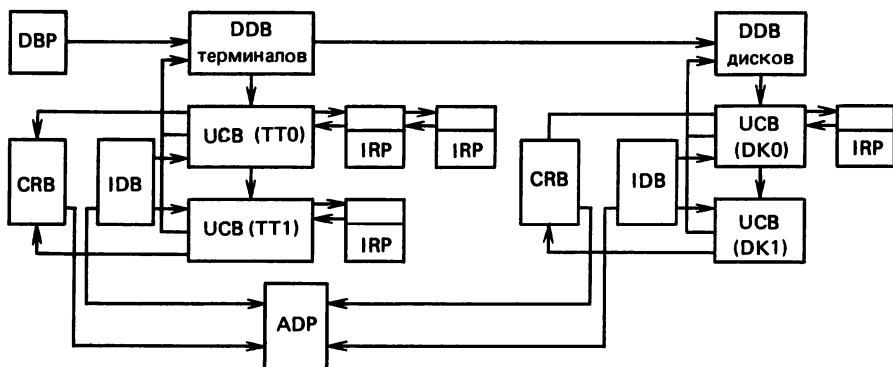 DBP
DDB
терминалов
DDB
дисков
UCB (TT0)
IRP
IRP
UCB
(DK0)
IRP
CRB
IDB
CRB
IDB
UCB (TT1)
IRP
UCB
(DK1)
ADP